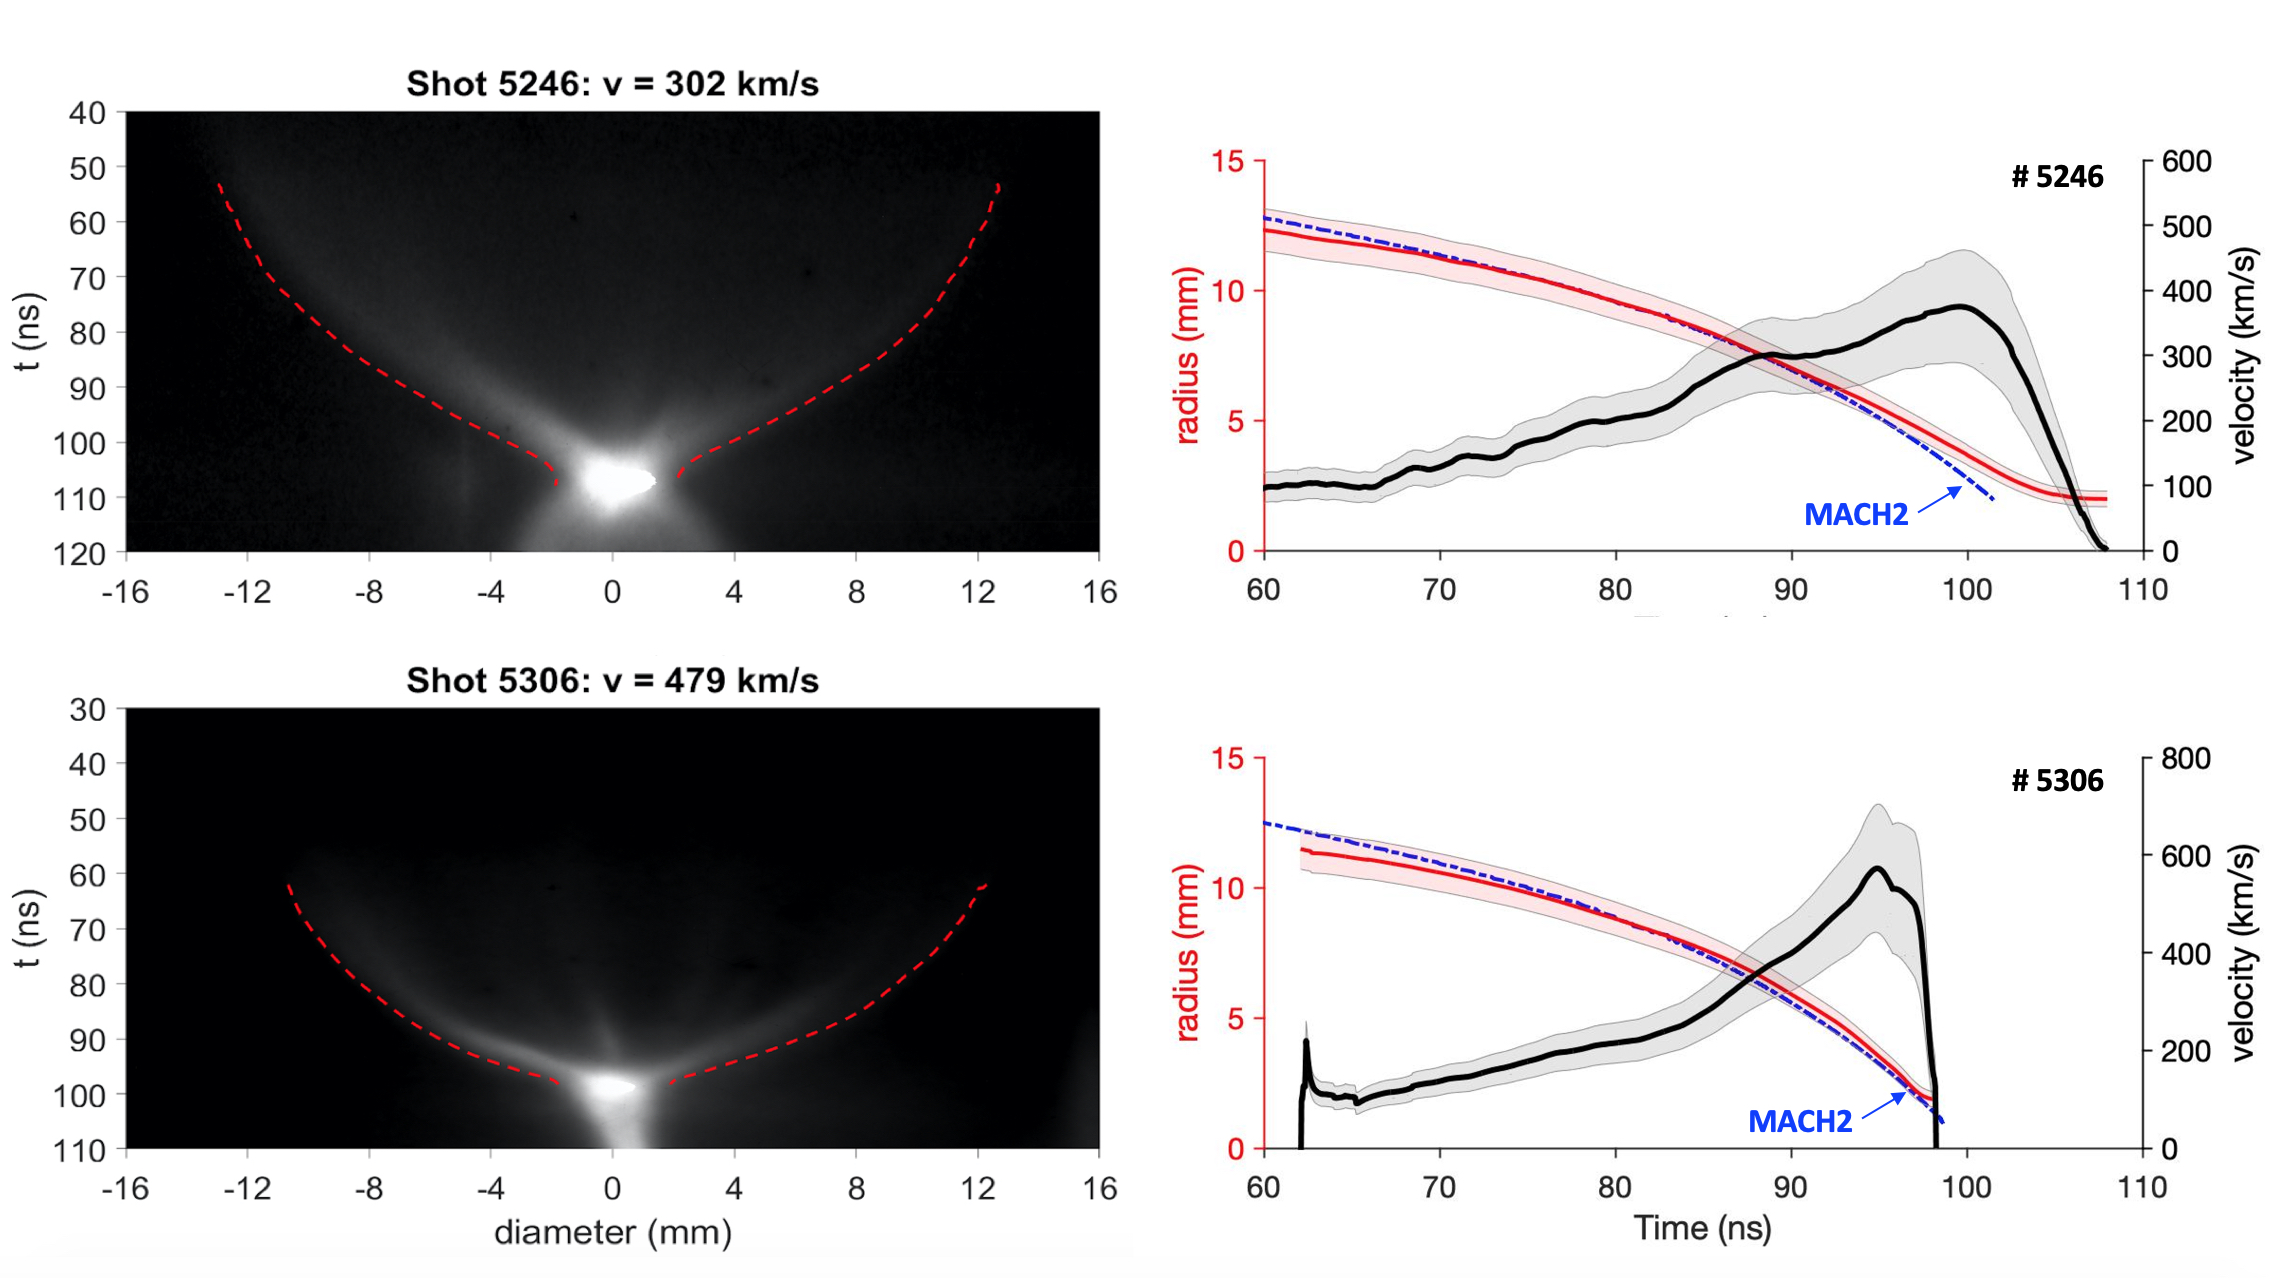 Shot 5246: v = 302 km/s
40
50
60
70
80
90
100
110
120
t (ns)
-16 -12 -8 -4 0 4 8 12 16
# 5246
15
10
5
0
radius (mm)
600
500
400
300
200
100
0
velocity (km/s)
MACH2
60 70 80 90 100 110
Shot 5306: v = 479 km/s
30
40
50
60
70
80
90
100
110
t (ns)
-16 -12 -8 -4 0 4 8 12 16
diameter (mm)
# 5306
15
10
5
0
radius (mm)
800
600
400
200
0
velocity (km/s)
MACH2
60 70 80 90 100 110
Time (ns)